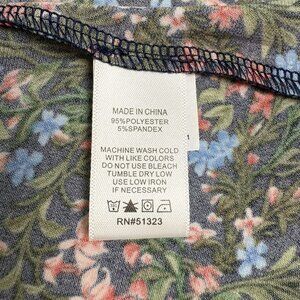 MADE IN CHINA
95%POLYESTER
5%SPANDEX
MACHINE WASH COLD
WITH LIKE COLORS
DO NOT USE BLEACH
TUMBLE DRY LOW
USE LOW IRON
IF NECESSARY
RN#51323